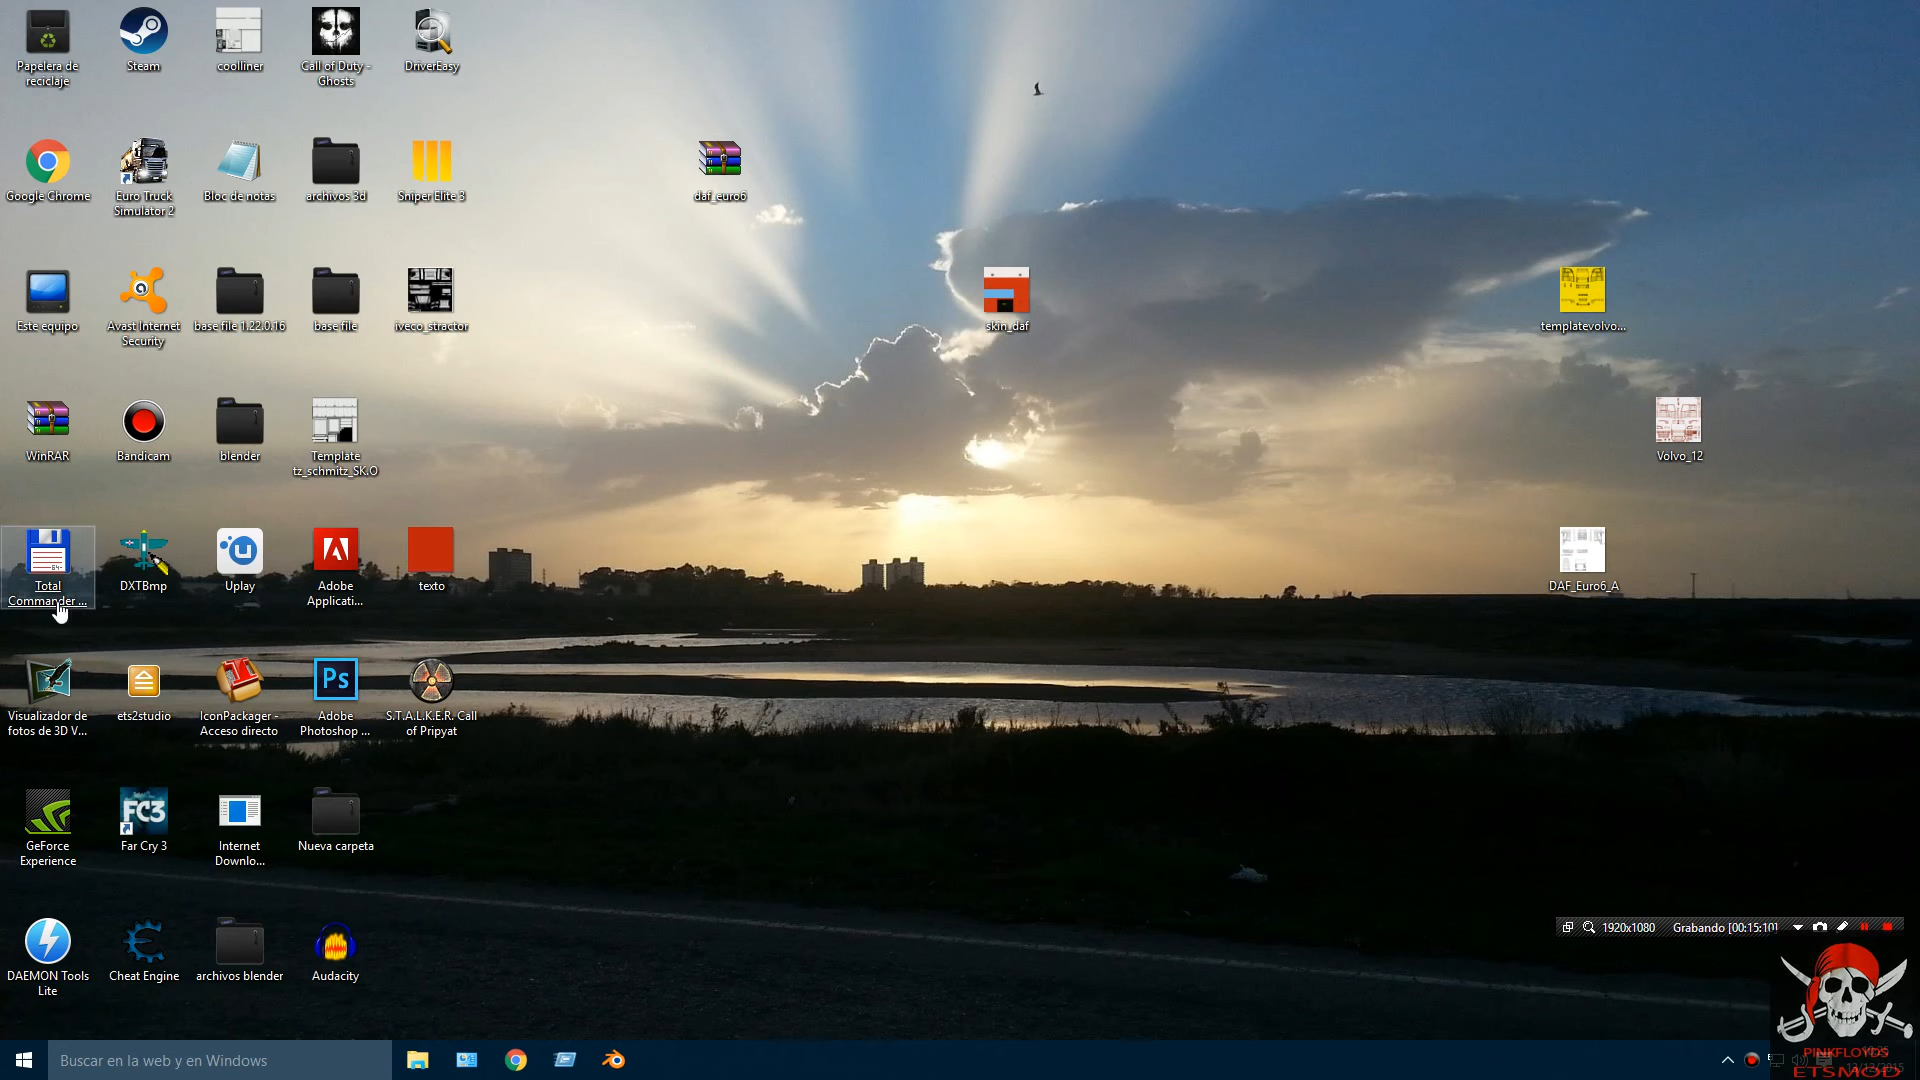 Papelera de
reciclaje
Steam
coolliner
Call of Duty -
Ghosts
DriverEasy
Google Chrome
Euro Truck
Simulator 2
Bloc de notas
archivos 3d
Sniper Elite 3
daf_euro6
Este equipo
Avast Internet
Security
base file 1.22.0.16
base file
iveco_stractor
skin_daf
templatevolvo...
WinRAR
Bandicam
blender
Template
tz_schmitz_SK.O
Volvo_12
Total
Commander ...
DXTBmp
Uplay
Adobe
Applicati...
texto
DAF_Euro6_A
Visualizador de
fotos de 3D V...
ets2studio
IconPackager -
Acceso directo
Ps
Adobe
Photoshop ...
S.T.A.L.K.E.R. Call
of Pripyat
GeForce
Experience
FC3
Far Cry 3
Internet
Downlo...
Nueva carpeta
DAEMON Tools
Lite
Cheat Engine
archivos blender
Audacity
1920x1080 Grabando [00:15:10]
Buscar en la web y en Windows
PINKFLOYDS
ETSMOD